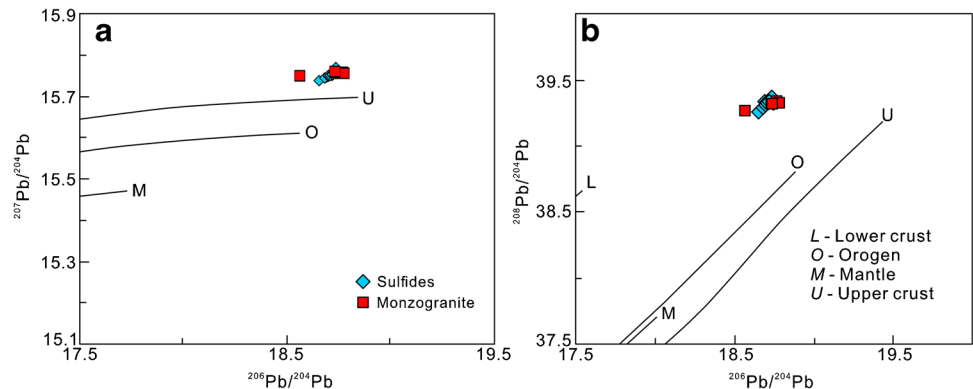 a
15.9
15.7
15.5
15.3
15.1
²⁰⁷Pb/²⁰⁴Pb
U
O
M
Sulfides
Monzogranite
17.5
18.5
19.5
²⁰⁶Pb/²⁰⁴Pb
b
39.5
38.5
37.5
²⁰⁸Pb/²⁰⁴Pb
U
O
L
M
L - Lower crust
O - Orogen
M - Mantle
U - Upper crust
17.5
18.5
19.5
²⁰⁶Pb/²⁰⁴Pb